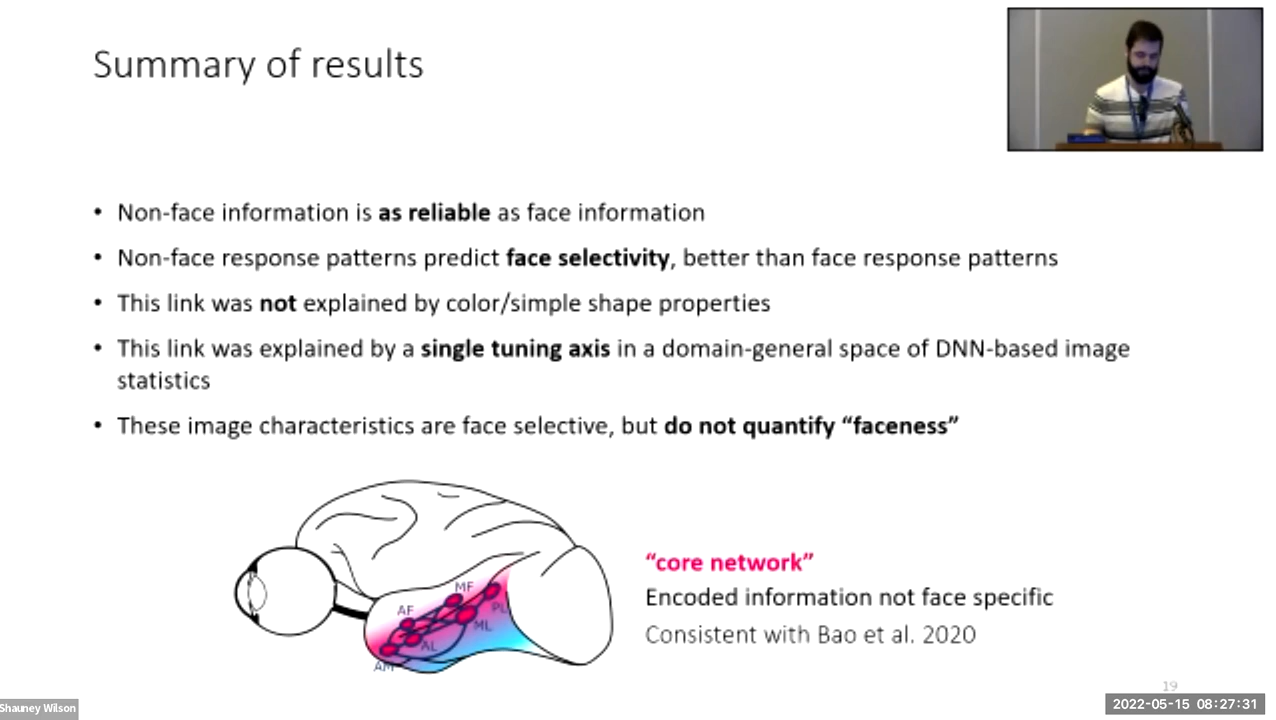 Summary of results
• Non-face information is as reliable as face information
• Non-face response patterns predict face selectivity, better than face response patterns
• This link was not explained by color/simple shape properties
• This link was explained by a single tuning axis in a domain-general space of DNN-based image
statistics
• These image characteristics are face selective, but do not quantify “faceness”
MF
AF
PL
ML
AL
AM
“core network”
Encoded information not face specific
Consistent with Bao et al. 2020
19
Shauney Wilson
2022-05-15 08:27:31